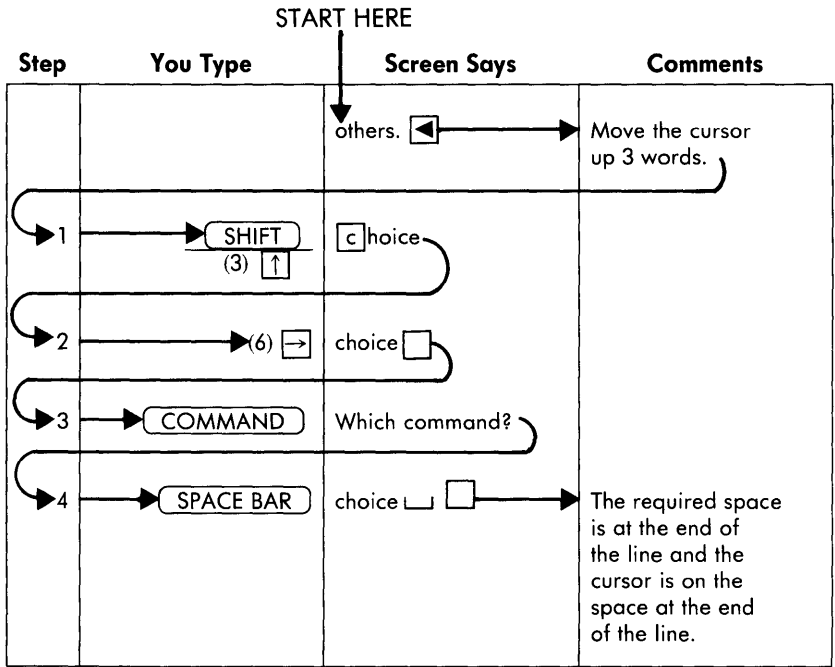 START HERE
Step You Type Screen Says Comments
others. ◀ Move the cursor
up 3 words.
1 SHIFT choice
(3) ↑
2 (6) → choice
3 COMMAND Which command?
4 SPACE BAR choice ⎵ The required space
is at the end of
the line and the
cursor is on the
space at the end
of the line.